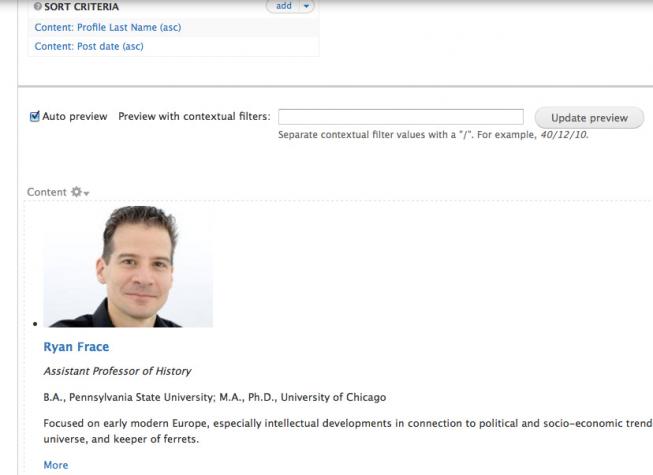 SORT CRITERIA add
Content: Profile Last Name (asc)
Content: Post date (asc)
Auto preview Preview with contextual filters: Update preview
Separate contextual filter values with a "/". For example, 40/12/10.
Content
Ryan Frace
Assistant Professor of History
B.A., Pennsylvania State University; M.A., Ph.D., University of Chicago
Focused on early modern Europe, especially intellectual developments in connection to political and socio-economic trend
universe, and keeper of ferrets.
More